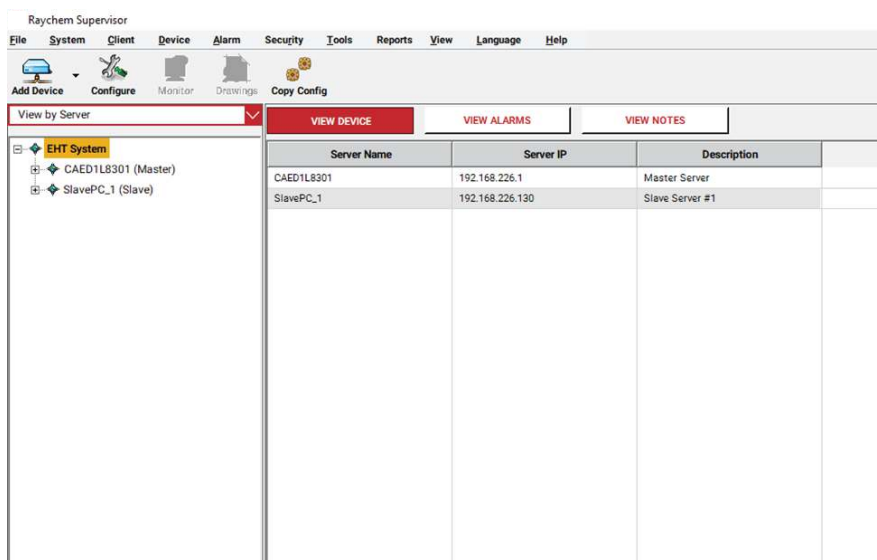 Raychem Supervisor
File System Client Device Alarm Security Tools Reports View Language Help
Add Device Configure Monitor Drawings Copy Config
View by Server
VIEW DEVICE VIEW ALARMS VIEW NOTES
EHT System
CAED1L8301 (Master)
SlavePC_1 (Slave)
Server Name Server IP Description
CAED1L8301 192.168.226.1 Master Server
SlavePC_1 192.168.226.130 Slave Server #1